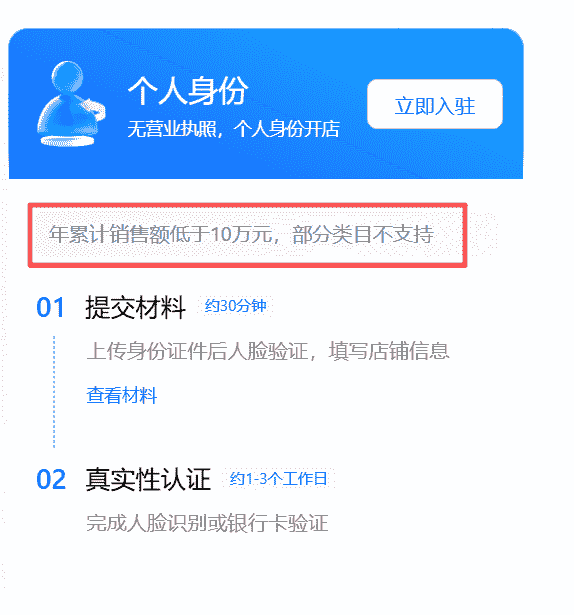 个人身份
无营业执照，个人身份开店
立即入驻
年累计销售额低于10万元，部分类目不支持
01 提交材料 约30分钟
上传身份证件后人脸验证，填写店铺信息
查看材料
02 真实性认证 约1-3个工作日
完成人脸识别或银行卡验证